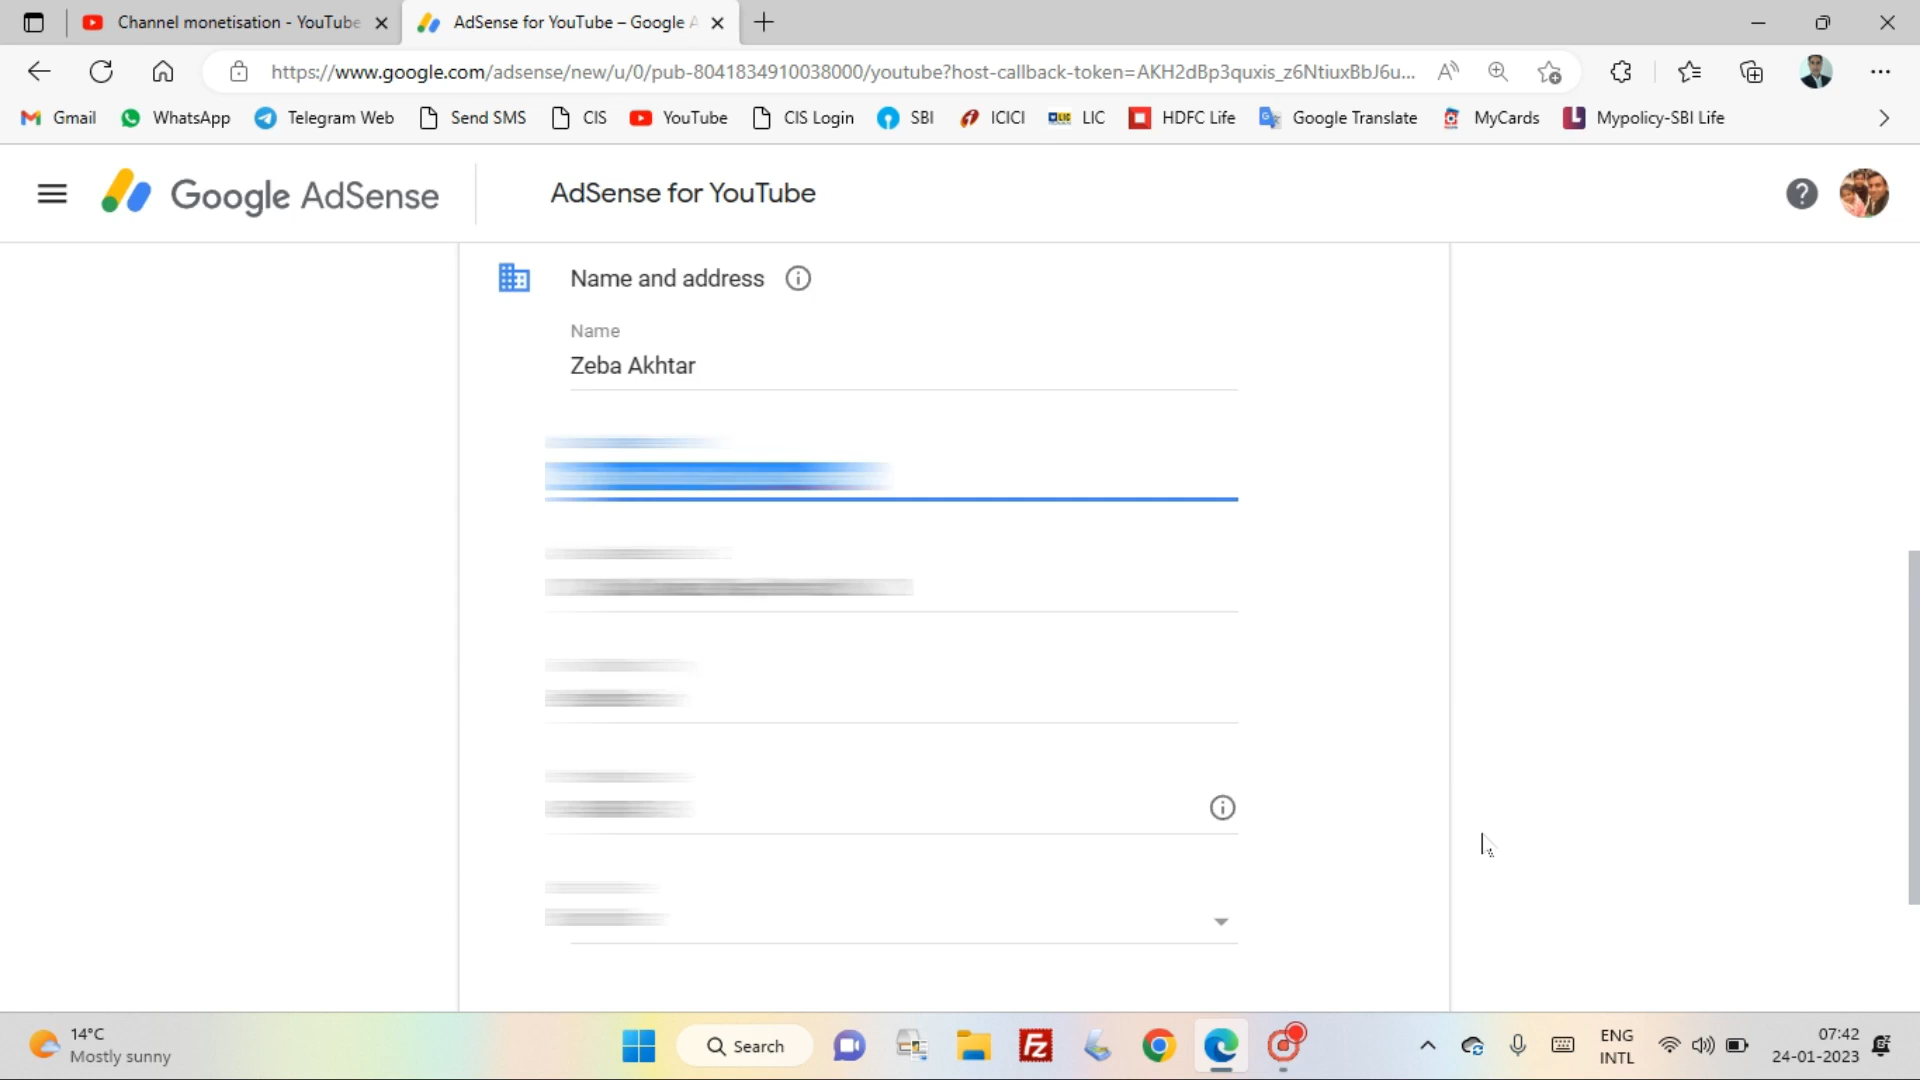 Channel monetisation - YouTube
AdSense for YouTube – Google A
https://www.google.com/adsense/new/u/0/pub-8041834910038000/youtube?host-callback-token=AKH2dBp3quxis_z6NtiuxBbJ6u...
Gmail WhatsApp Telegram Web Send SMS CIS YouTube CIS Login SBI ICICI LIC HDFC Life Google Translate MyCards Mypolicy-SBI Life
Google AdSense
AdSense for YouTube
Name and address
Name
Zeba Akhtar
14°C
Mostly sunny
Search
ENG
INTL
07:42
24-01-2023